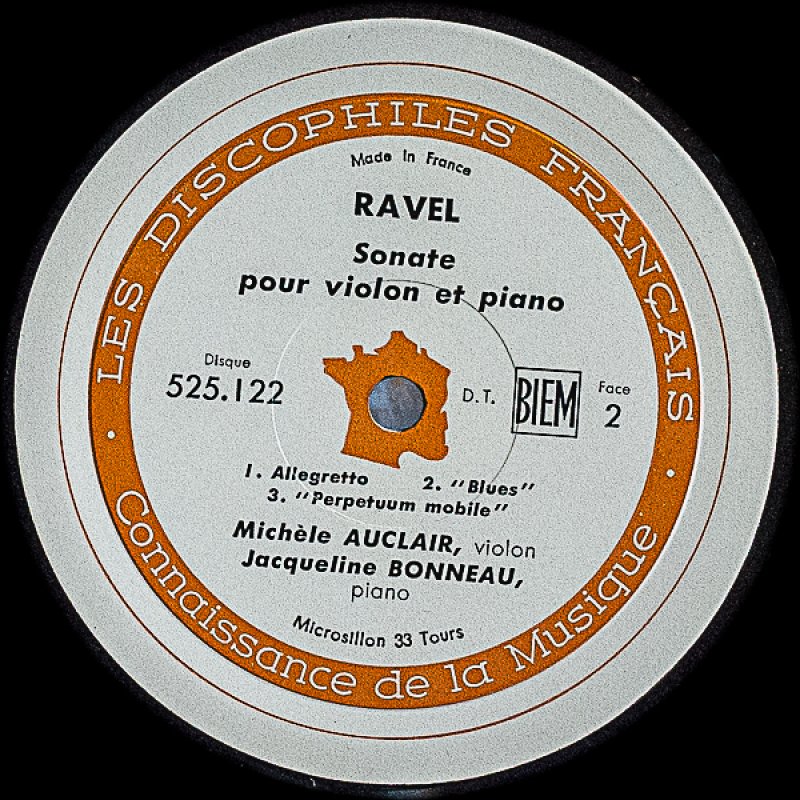 LES DISCOPHILES FRANÇAIS
Made in France
RAVEL
Sonate
pour violon et piano
Disque
525.122
D.T.
BIEM
Face
2
1. Allegretto 2. "Blues"
3. "Perpetuum mobile"
Michèle AUCLAIR, violon
Jacqueline BONNEAU,
piano
Microsillon 33 Tours
Connaissance de la Musique